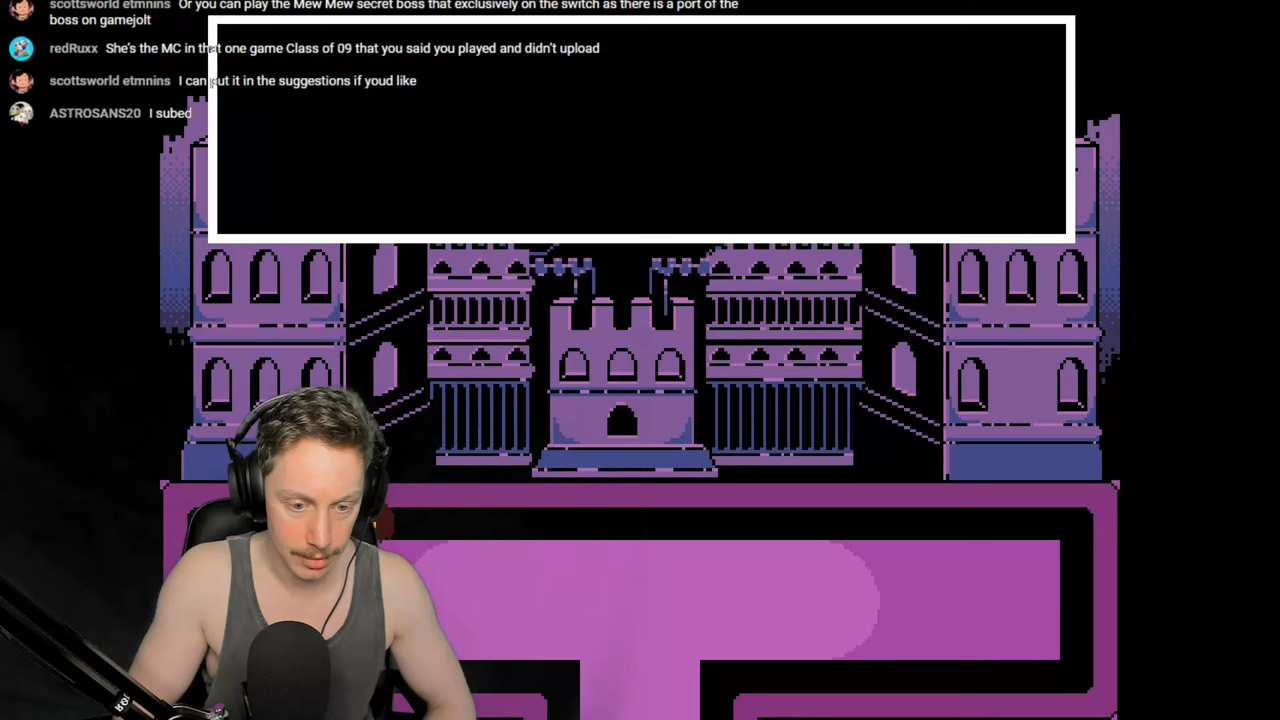 scottsworld etmnins Or you can play the Mew Mew secret boss that exclusively on the switch as there is a port of the
boss on gamejolt
redRuxx She's the MC in that one game Class of 09 that you said you played and didn't upload
scottsworld etmnins I can put it in the suggestions if youd like
ASTROSANS20 I subed